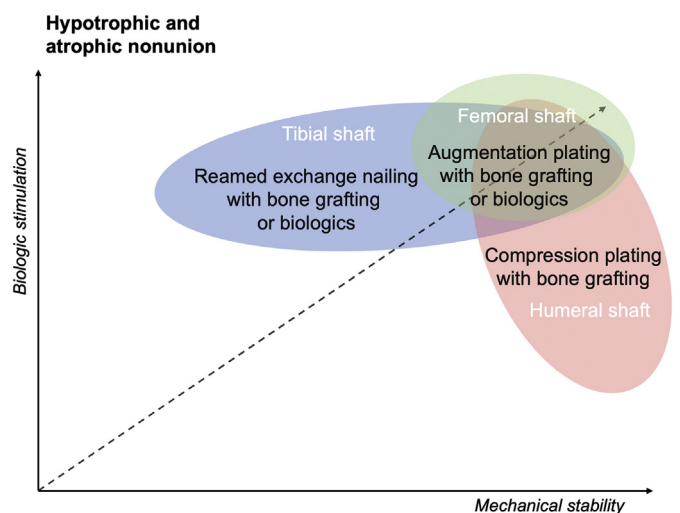 Hypotrophic and
atrophic nonunion
Biologic stimulation
Tibial shaft
Reamed exchange nailing
with bone grafting
or biologics
Femoral shaft
Augmentation plating
with bone grafting
or biologics
Compression plating
with bone grafting
Humeral shaft
Mechanical stability